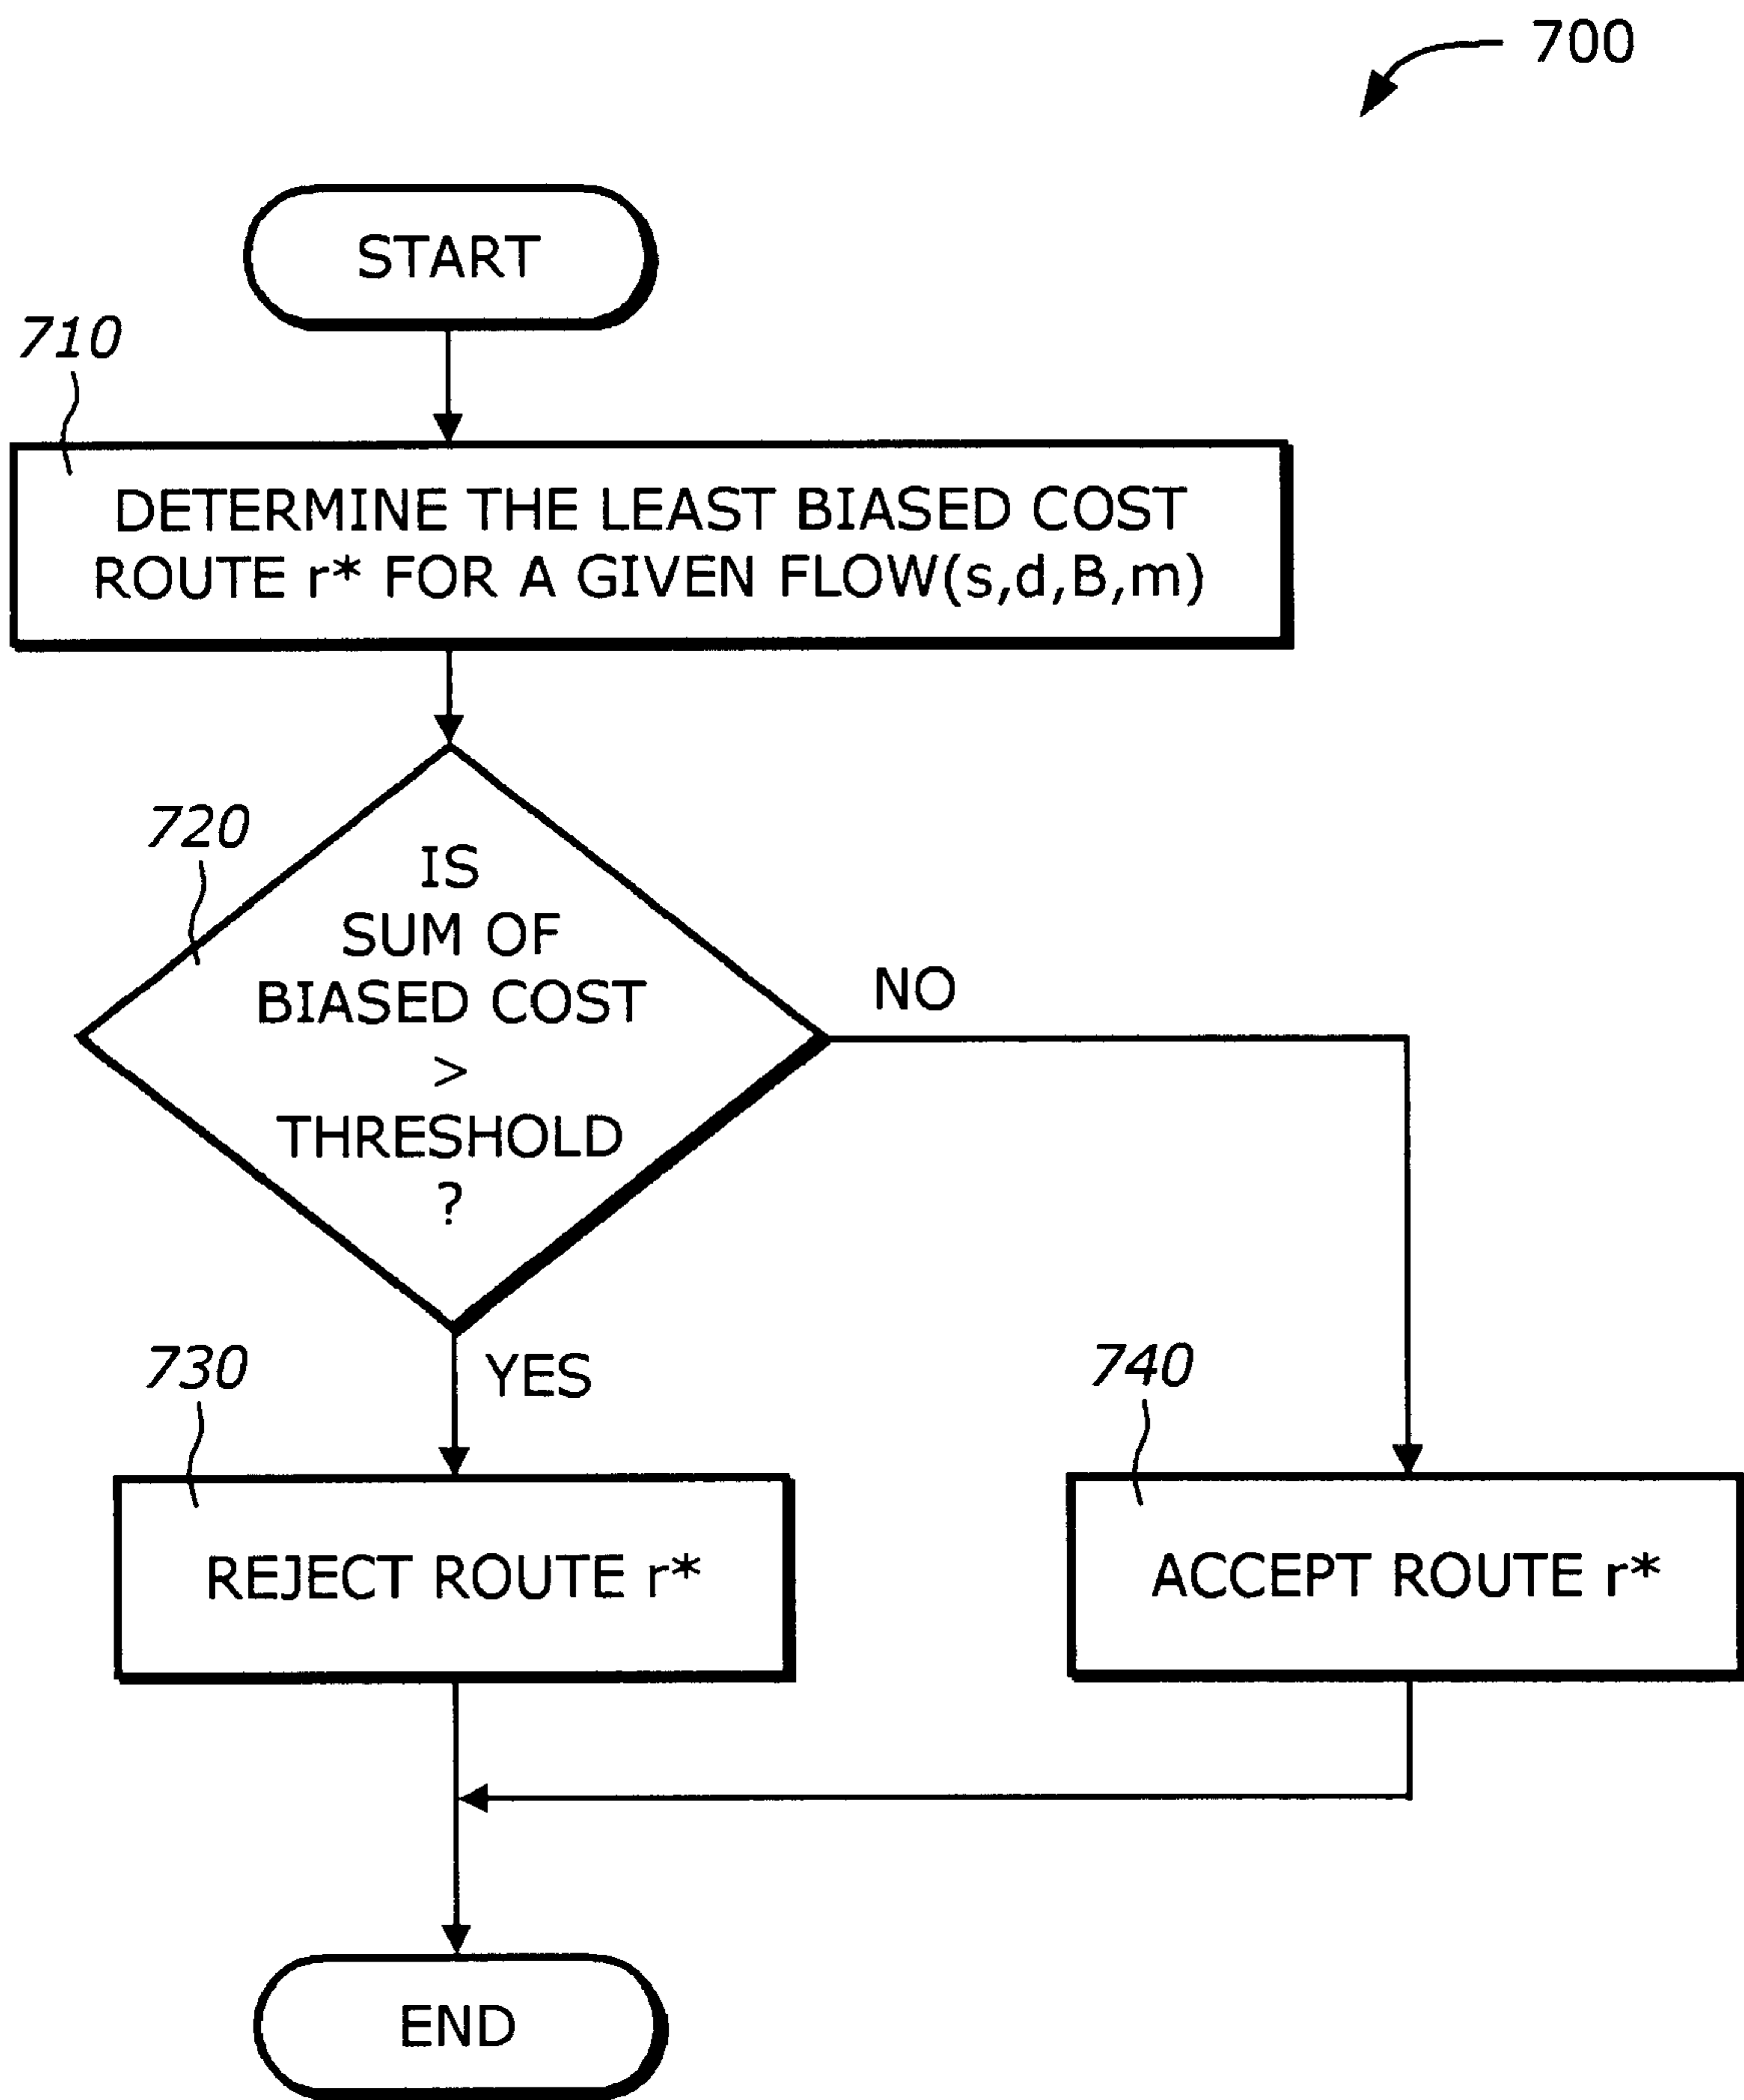 700
START
710
DETERMINE THE LEAST BIASED COST
ROUTE r* FOR A GIVEN FLOW(s,d,B,m)
720
IS
SUM OF
BIASED COST
>
THRESHOLD
?
NO
YES
730
REJECT ROUTE r*
740
ACCEPT ROUTE r*
END